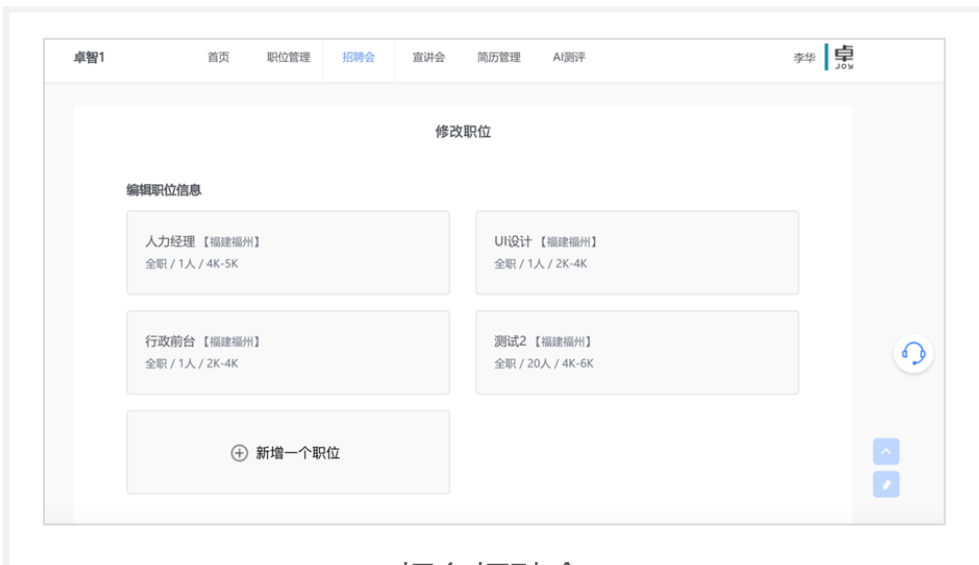 卓智1 首页 职位管理 招聘会 宣讲会 简历管理 AI测评 李华 卓
JOY
修改职位
编辑职位信息
人力经理【福建福州】
全职 / 1人 / 4K-5K
UI设计【福建福州】
全职 / 1人 / 2K-4K
行政前台【福建福州】
全职 / 1人 / 2K-4K
测试2【福建福州】
全职 / 20人 / 4K-6K
新增一个职位